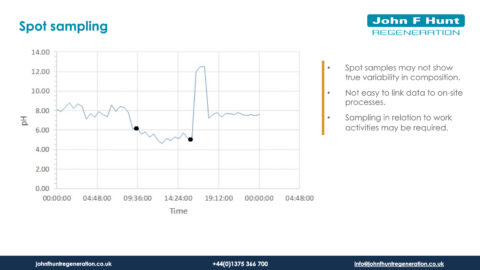 Spot sampling
John F Hunt
REGENERATION
14.00
12.00
10.00
8.00
6.00
4.00
2.00
0.00
pH
00:00:00 04:48:00 09:36:00 14:24:00 19:12:00 00:00:00 04:48:00
Time
• Spot samples may not show
true variability in composition.
• Not easy to link data to on-site
processes.
• Sampling in relation to work
activities may be required.
johnfhuntregeneration.co.uk +44(0)1375 366 700 info@johnfhuntregeneration.co.uk